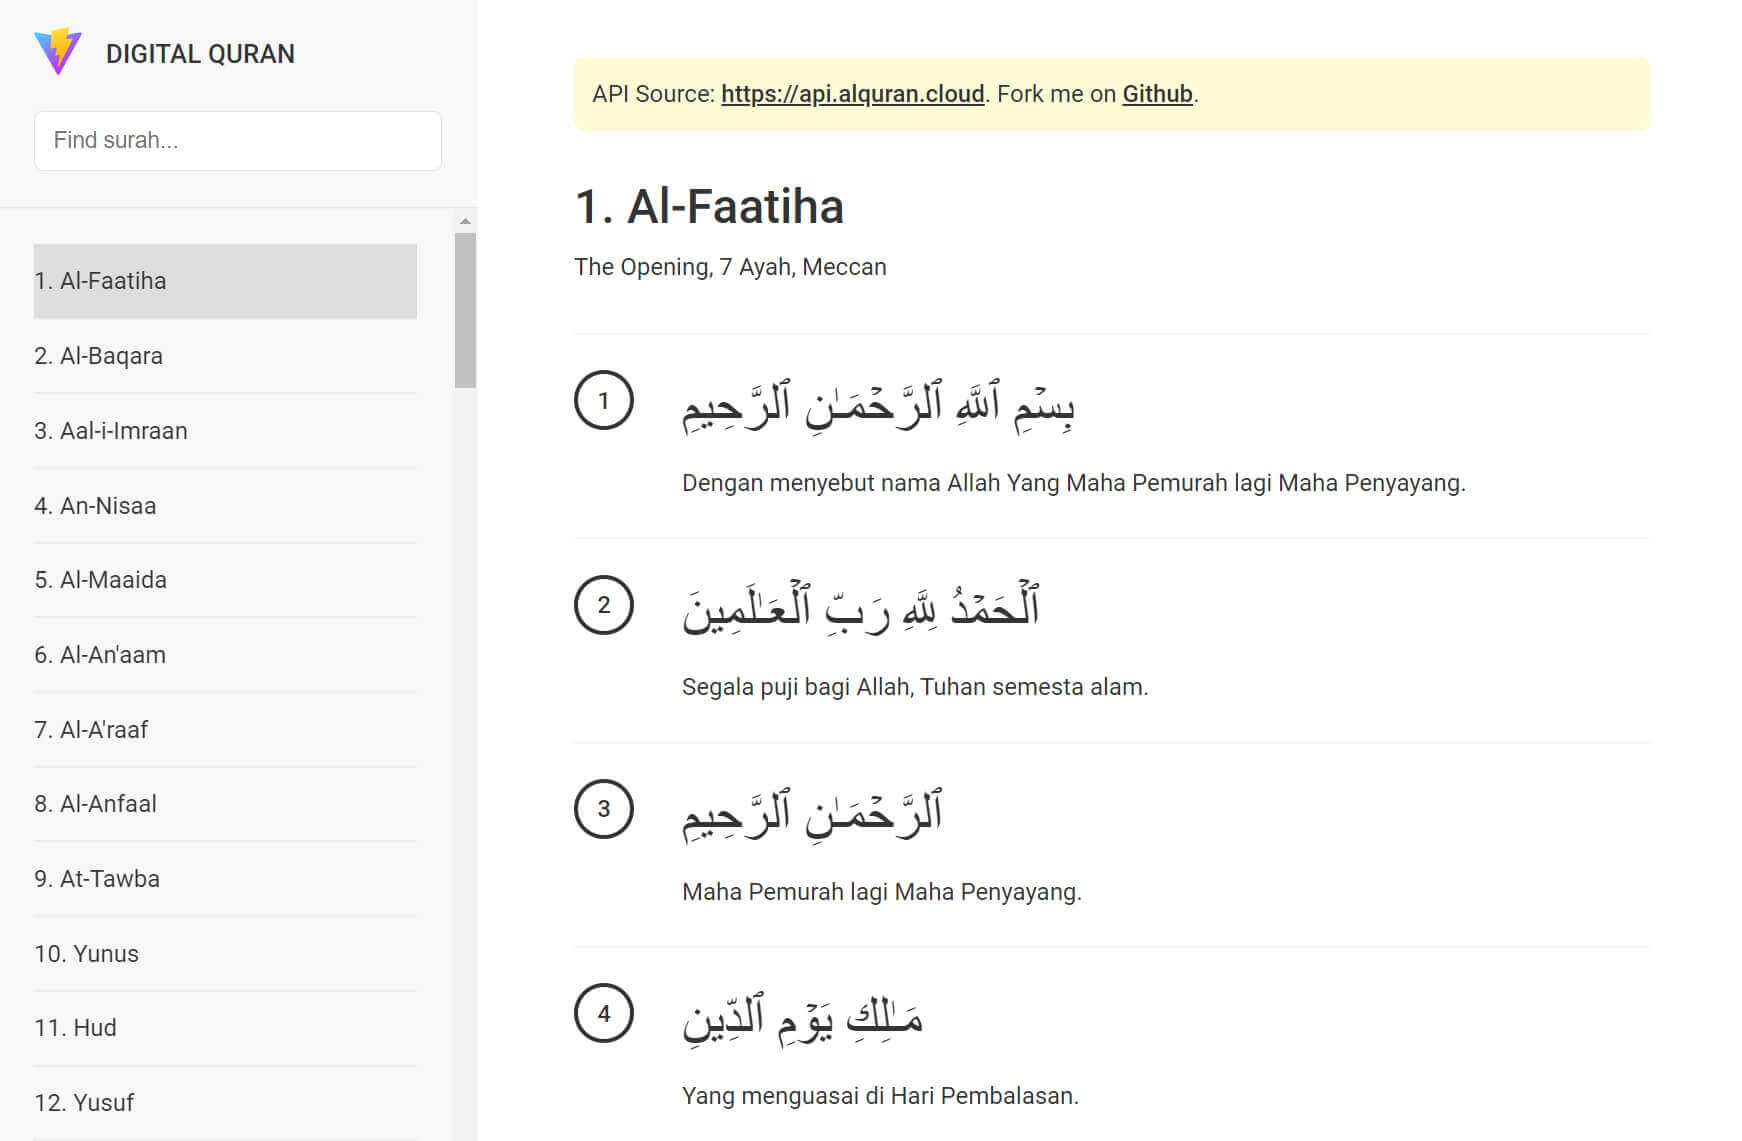 DIGITAL QURAN
Find surah...
1. Al-Faatiha
2. Al-Baqara
3. Aal-i-Imraan
4. An-Nisaa
5. Al-Maaida
6. Al-An'aam
7. Al-A'raaf
8. Al-Anfaal
9. At-Tawba
10. Yunus
11. Hud
12. Yusuf
API Source: https://api.alquran.cloud. Fork me on Github.
1. Al-Faatiha
The Opening, 7 Ayah, Meccan
1
بِسْمِ ٱللَّهِ ٱلرَّحْمَـٰنِ ٱلرَّحِيمِ
Dengan menyebut nama Allah Yang Maha Pemurah lagi Maha Penyayang.
2
ٱلْحَمْدُ لِلَّهِ رَبِّ ٱلْعَـٰلَمِينَ
Segala puji bagi Allah, Tuhan semesta alam.
3
ٱلرَّحْمَـٰنِ ٱلرَّحِيمِ
Maha Pemurah lagi Maha Penyayang.
4
مَـٰلِكِ يَوْمِ ٱلدِّينِ
Yang menguasai di Hari Pembalasan.